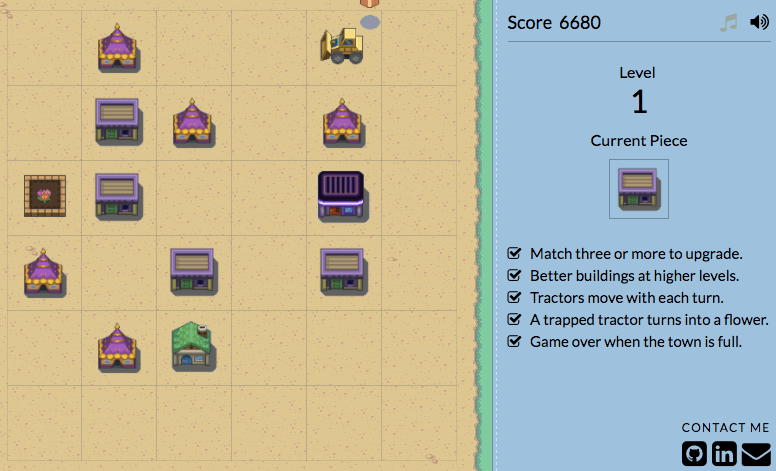 Score 6680
Level
1
Current Piece
Match three or more to upgrade.
Better buildings at higher levels.
Tractors move with each turn.
A trapped tractor turns into a flower.
Game over when the town is full.
CONTACT ME
in